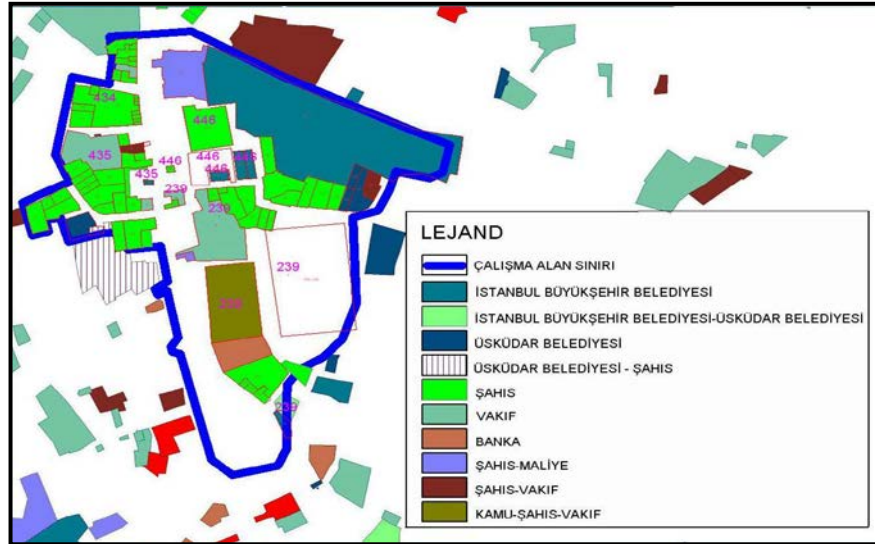 434
446
435
446
446
446
446
435
239
239
239
239
LEJAND
ÇALIŞMA ALAN SINIRI
İSTANBUL BÜYÜKŞEHİR BELEDİYESİ
İSTANBUL BÜYÜKŞEHİR BELEDİYESİ-ÜSKÜDAR BELEDİYESİ
ÜSKÜDAR BELEDİYESİ
ÜSKÜDAR BELEDİYESİ - ŞAHIS
ŞAHIS
VAKIF
BANKA
ŞAHIS-MALİYE
ŞAHIS-VAKIF
KAMU-ŞAHIS-VAKIF